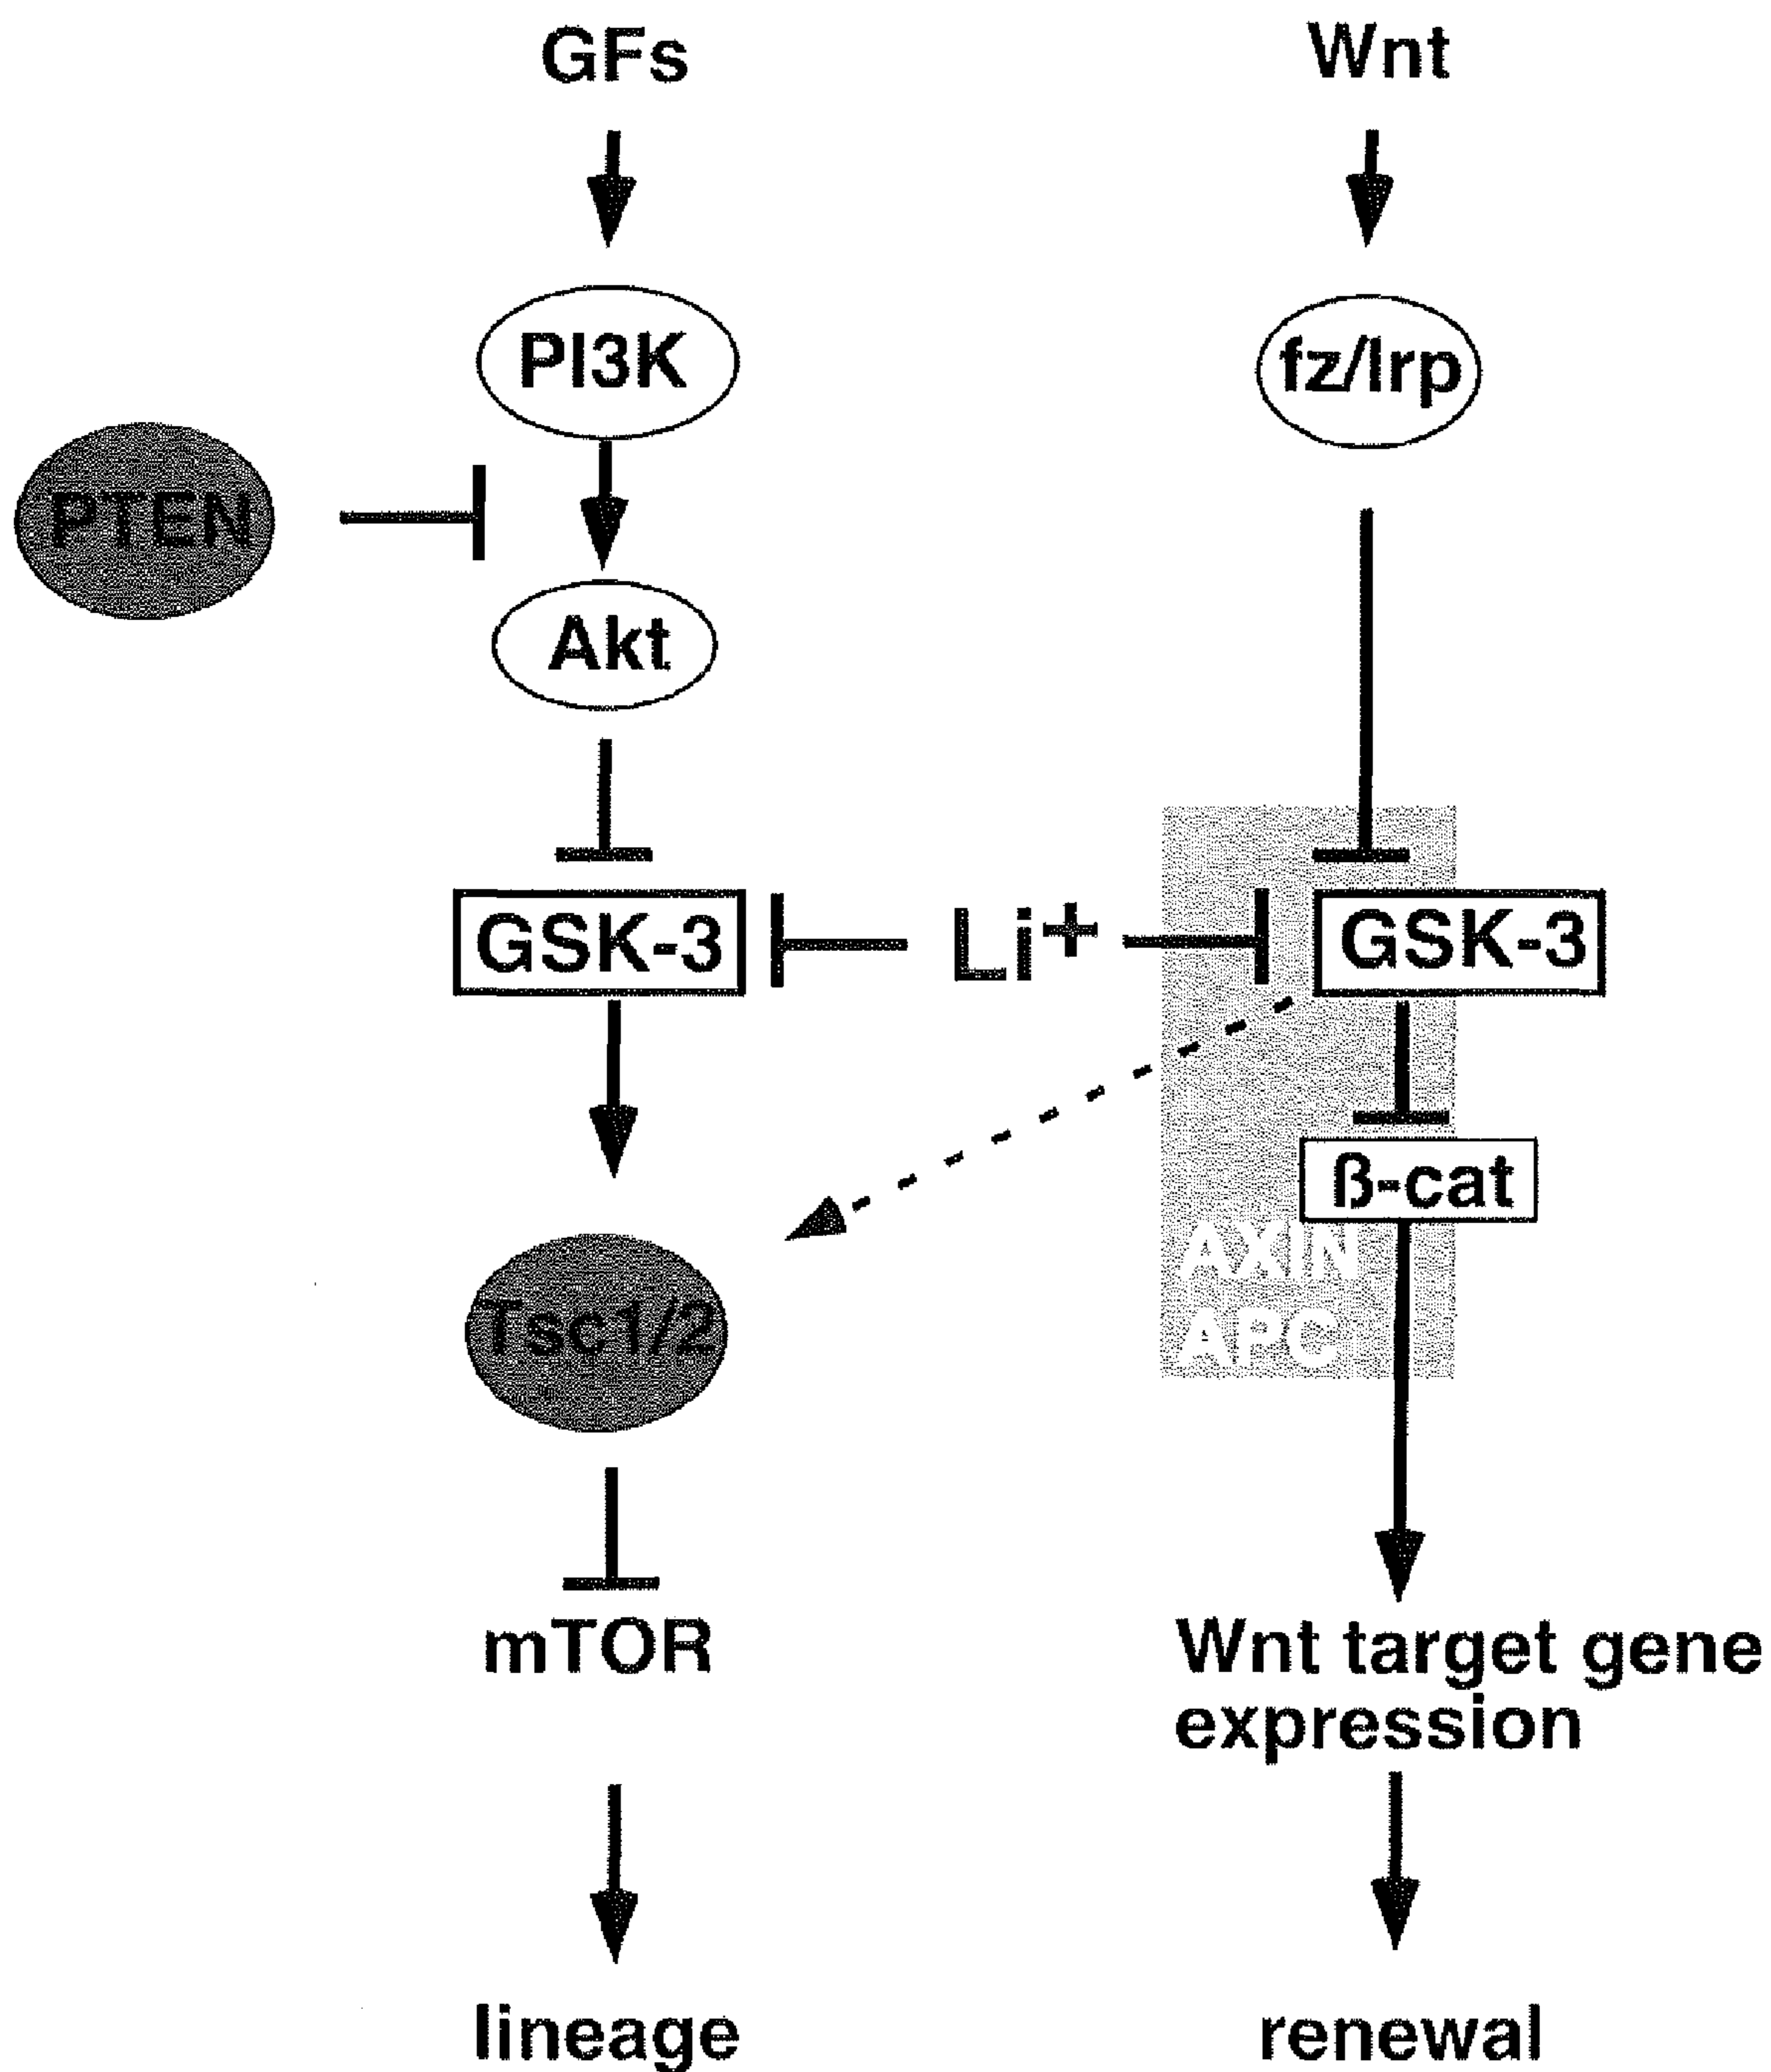 GFs
Wnt
PI3K
fz/lrp
PTEN
Akt
GSK-3
Li+
GSK-3
ß-cat
AXIN
APC
Tsc1/2
mTOR
Wnt target gene
expression
lineage
renewal